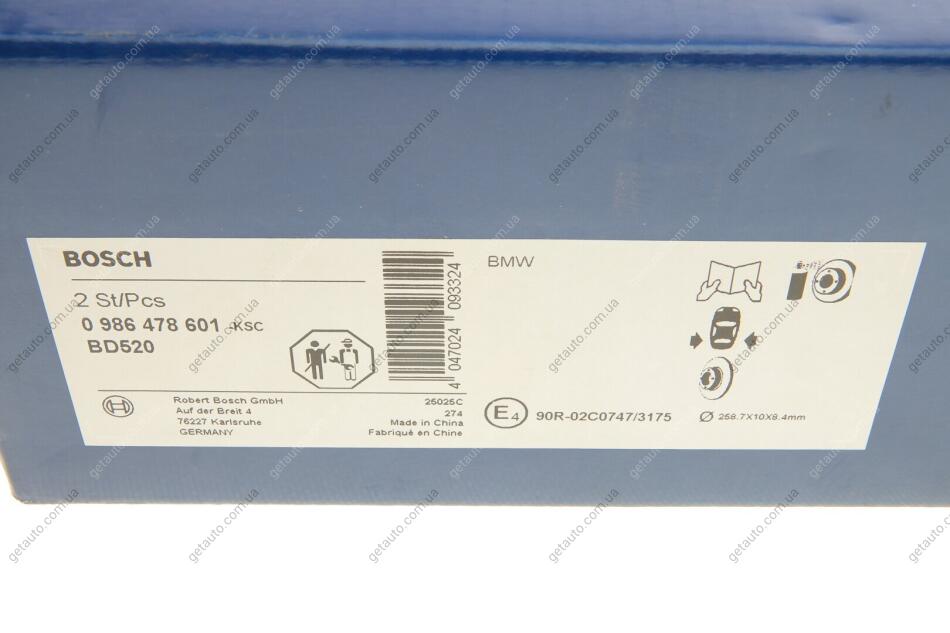 BOSCH
2 St/Pcs
0 986 478 601 -KSC
BD520
4 047024 093324
BMW
Robert Bosch GmbH
Auf der Breit 4
76227 Karlsruhe
GERMANY
25025C
274
Made in China
Fabriqué en Chine
E4
90R-02C0747/3175
Ø 258.7X10X8.4mm
getauto.com.ua